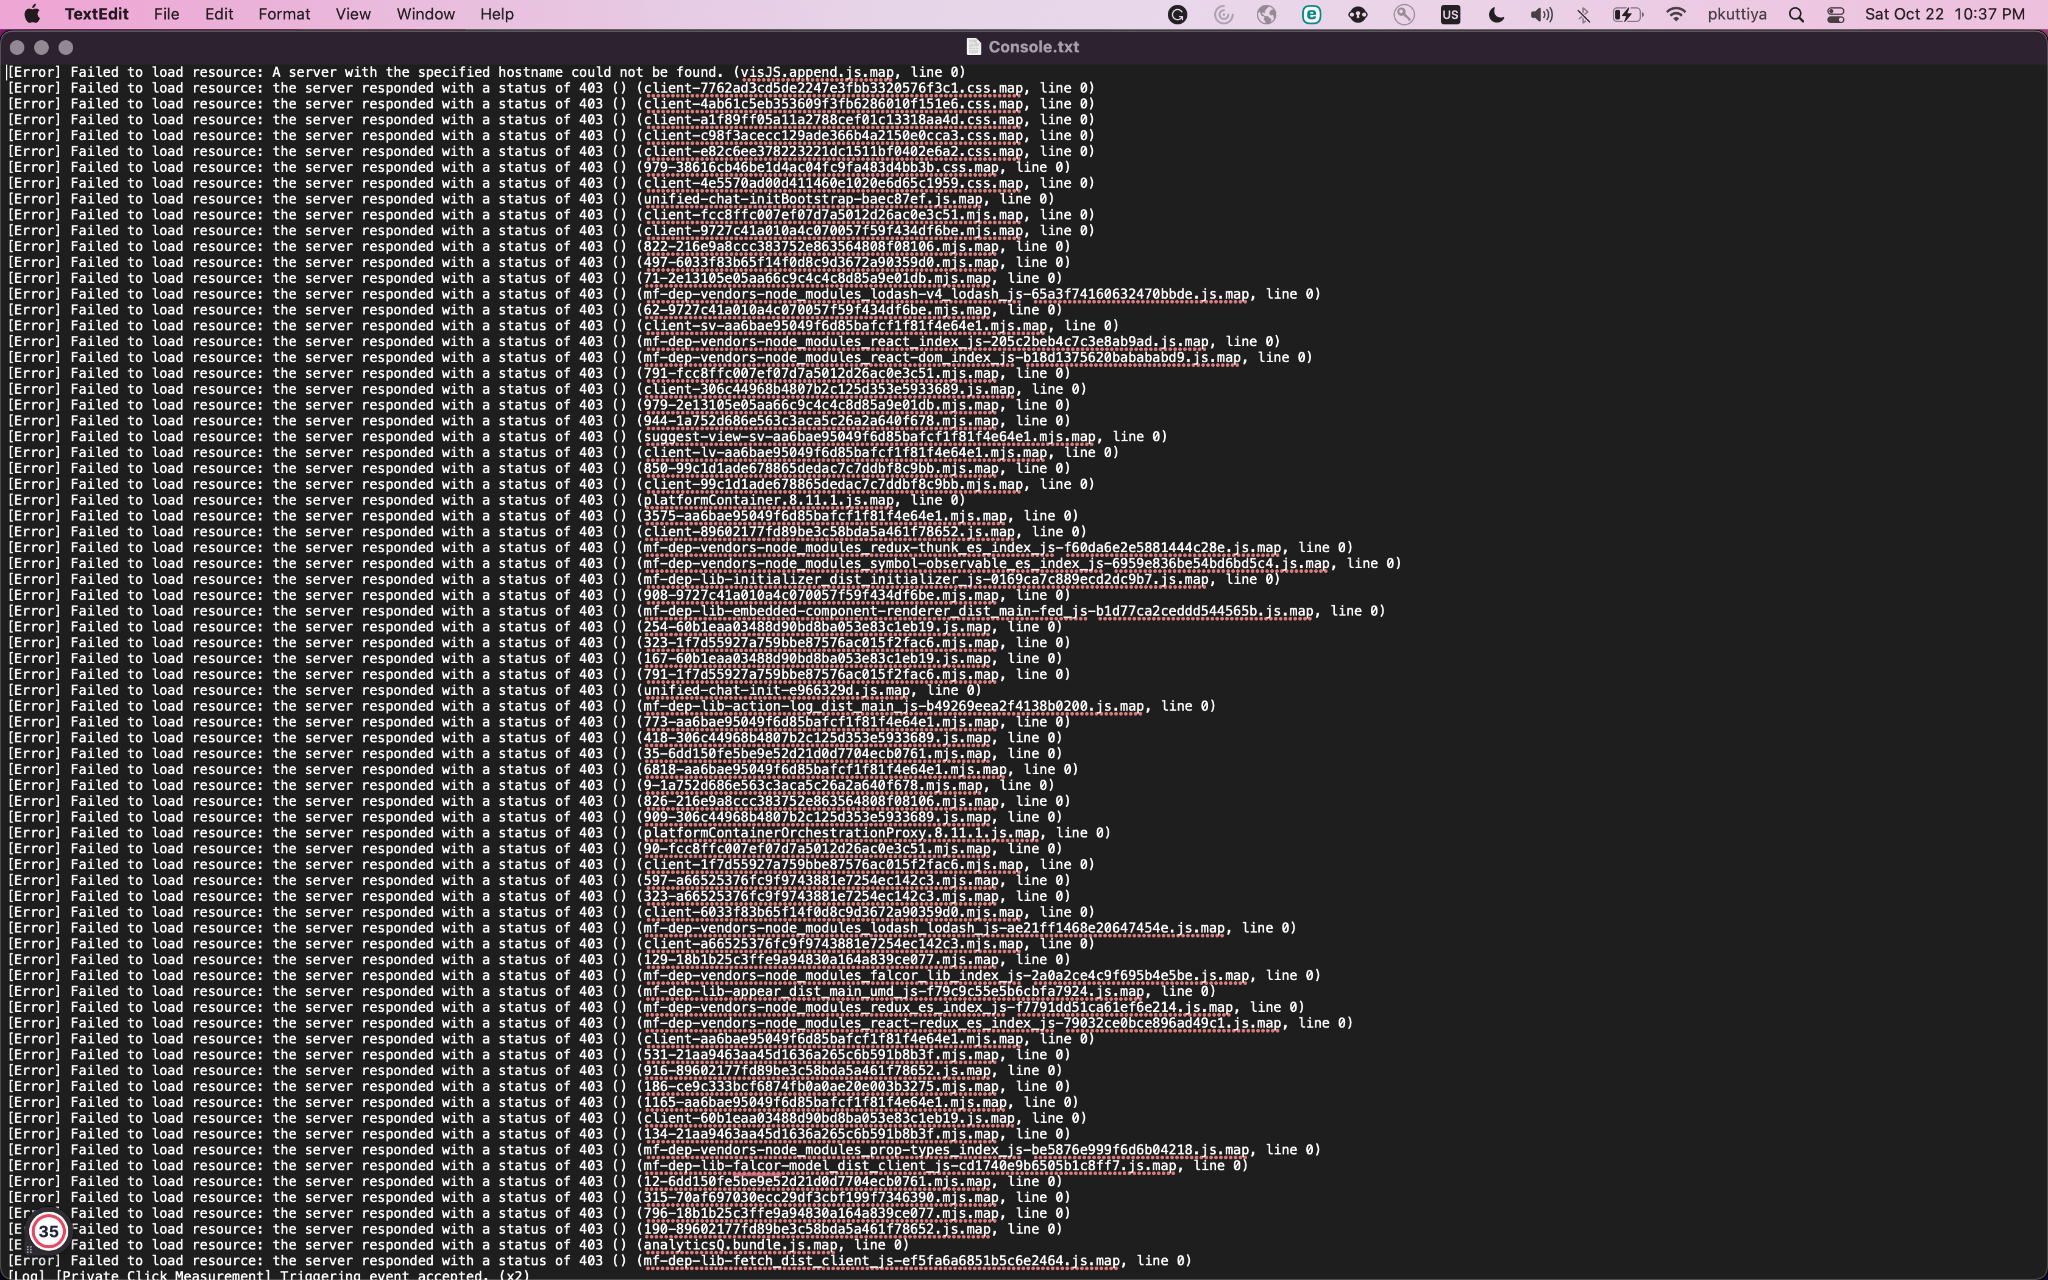 TextEdit File Edit Format View Window Help US pkuttiya Sat Oct 22 10:37 PM
Console.txt
[Error] Failed to load resource: A server with the specified hostname could not be found. (visJS.append.js.map, line 0)
[Error] Failed to load resource: the server responded with a status of 403 () (client-7762ad3cd5de2247e3fbb3320576f3c1.css.map, line 0)
[Error] Failed to load resource: the server responded with a status of 403 () (client-4ab61c5eb353609f3fb6286010f151e6.css.map, line 0)
[Error] Failed to load resource: the server responded with a status of 403 () (client-a1f89ff05a11a2788cef01c13318aa4d.css.map, line 0)
[Error] Failed to load resource: the server responded with a status of 403 () (client-c98f3acecc129ade366b4a2150e0cca3.css.map, line 0)
[Error] Failed to load resource: the server responded with a status of 403 () (client-e82c6ee378223221dc1511bf0402e6a2.css.map, line 0)
[Error] Failed to load resource: the server responded with a status of 403 () (979-38616cb46be1d4ac04fc9fa483d4bb3b.css.map, line 0)
[Error] Failed to load resource: the server responded with a status of 403 () (client-4e5570ad00d411460e1020e6d65c1959.css.map, line 0)
[Error] Failed to load resource: the server responded with a status of 403 () (unified-chat-initBootstrap-baec87ef.js.map, line 0)
[Error] Failed to load resource: the server responded with a status of 403 () (client-fcc8ffc007ef07d7a5012d26ac0e3c51.mjs.map, line 0)
[Error] Failed to load resource: the server responded with a status of 403 () (client-9727c41a010a4c070057f59f434df6be.mjs.map, line 0)
[Error] Failed to load resource: the server responded with a status of 403 () (822-216e9a8ccc383752e863564808f08106.mjs.map, line 0)
[Error] Failed to load resource: the server responded with a status of 403 () (497-6033f83b65f14f0d8c9d3672a90359d0.mjs.map, line 0)
[Error] Failed to load resource: the server responded with a status of 403 () (71-2e13105e05aa66c9c4c4c8d85a9e01db.mjs.map, line 0)
[Error] Failed to load resource: the server responded with a status of 403 () (mf-dep-vendors-node_modules_lodash-v4_lodash_js-65a3f74160632470bbde.js.map, line 0)
[Error] Failed to load resource: the server responded with a status of 403 () (62-9727c41a010a4c070057f59f434df6be.mjs.map, line 0)
[Error] Failed to load resource: the server responded with a status of 403 () (client-sv-aa6bae95049f6d85bafcf1f81f4e64e1.mjs.map, line 0)
[Error] Failed to load resource: the server responded with a status of 403 () (mf-dep-vendors-node_modules_react_index_js-205c2beb4c7c3e8ab9ad.js.map, line 0)
[Error] Failed to load resource: the server responded with a status of 403 () (mf-dep-vendors-node_modules_react-dom_index_js-b18d1375620babababd9.js.map, line 0)
[Error] Failed to load resource: the server responded with a status of 403 () (791-fcc8ffc007ef07d7a5012d26ac0e3c51.mjs.map, line 0)
[Error] Failed to load resource: the server responded with a status of 403 () (client-306c44968b4807b2c125d353e5933689.js.map, line 0)
[Error] Failed to load resource: the server responded with a status of 403 () (979-2e13105e05aa66c9c4c4c8d85a9e01db.mjs.map, line 0)
[Error] Failed to load resource: the server responded with a status of 403 () (944-1a752d686e563c3aca5c26a2a640f678.mjs.map, line 0)
[Error] Failed to load resource: the server responded with a status of 403 () (suggest-view-sv-aa6bae95049f6d85bafcf1f81f4e64e1.mjs.map, line 0)
[Error] Failed to load resource: the server responded with a status of 403 () (client-lv-aa6bae95049f6d85bafcf1f81f4e64e1.mjs.map, line 0)
[Error] Failed to load resource: the server responded with a status of 403 () (850-99c1d1ade678865dedac7c7ddbf8c9bb.mjs.map, line 0)
[Error] Failed to load resource: the server responded with a status of 403 () (client-99c1d1ade678865dedac7c7ddbf8c9bb.mjs.map, line 0)
[Error] Failed to load resource: the server responded with a status of 403 () (platformContainer.8.11.1.js.map, line 0)
[Error] Failed to load resource: the server responded with a status of 403 () (3575-aa6bae95049f6d85bafcf1f81f4e64e1.mjs.map, line 0)
[Error] Failed to load resource: the server responded with a status of 403 () (client-89602177fd89be3c58bda5a461f78652.js.map, line 0)
[Error] Failed to load resource: the server responded with a status of 403 () (mf-dep-vendors-node_modules_redux-thunk_es_index_js-f60da6e2e5881444c28e.js.map, line 0)
[Error] Failed to load resource: the server responded with a status of 403 () (mf-dep-vendors-node_modules_symbol-observable_es_index_js-6959e836be54bd6bd5c4.js.map, line 0)
[Error] Failed to load resource: the server responded with a status of 403 () (mf-dep-lib-initializer_dist_initializer_js-0169ca7c889ecd2dc9b7.js.map, line 0)
[Error] Failed to load resource: the server responded with a status of 403 () (908-9727c41a010a4c070057f59f434df6be.mjs.map, line 0)
[Error] Failed to load resource: the server responded with a status of 403 () (mf-dep-lib-embedded-component-renderer_dist_main-fed_js-b1d77ca2ceddd544565b.js.map, line 0)
[Error] Failed to load resource: the server responded with a status of 403 () (254-60b1eaa03488d90bd8ba053e83c1eb19.js.map, line 0)
[Error] Failed to load resource: the server responded with a status of 403 () (323-1f7d55927a759bbe87576ac015f2fac6.mjs.map, line 0)
[Error] Failed to load resource: the server responded with a status of 403 () (167-60b1eaa03488d90bd8ba053e83c1eb19.js.map, line 0)
[Error] Failed to load resource: the server responded with a status of 403 () (791-1f7d55927a759bbe87576ac015f2fac6.mjs.map, line 0)
[Error] Failed to load resource: the server responded with a status of 403 () (unified-chat-init-e966329d.js.map, line 0)
[Error] Failed to load resource: the server responded with a status of 403 () (mf-dep-lib-action-log_dist_main_js-b49269eea2f4138b0200.js.map, line 0)
[Error] Failed to load resource: the server responded with a status of 403 () (773-aa6bae95049f6d85bafcf1f81f4e64e1.mjs.map, line 0)
[Error] Failed to load resource: the server responded with a status of 403 () (418-306c44968b4807b2c125d353e5933689.js.map, line 0)
[Error] Failed to load resource: the server responded with a status of 403 () (35-6dd150fe5be9e52d21d0d7704ecb0761.mjs.map, line 0)
[Error] Failed to load resource: the server responded with a status of 403 () (6818-aa6bae95049f6d85bafcf1f81f4e64e1.mjs.map, line 0)
[Error] Failed to load resource: the server responded with a status of 403 () (9-1a752d686e563c3aca5c26a2a640f678.mjs.map, line 0)
[Error] Failed to load resource: the server responded with a status of 403 () (826-216e9a8ccc383752e863564808f08106.mjs.map, line 0)
[Error] Failed to load resource: the server responded with a status of 403 () (909-306c44968b4807b2c125d353e5933689.js.map, line 0)
[Error] Failed to load resource: the server responded with a status of 403 () (platformContainerOrchestrationProxy.8.11.1.js.map, line 0)
[Error] Failed to load resource: the server responded with a status of 403 () (90-fcc8ffc007ef07d7a5012d26ac0e3c51.mjs.map, line 0)
[Error] Failed to load resource: the server responded with a status of 403 () (client-1f7d55927a759bbe87576ac015f2fac6.mjs.map, line 0)
[Error] Failed to load resource: the server responded with a status of 403 () (597-a66525376fc9f9743881e7254ec142c3.mjs.map, line 0)
[Error] Failed to load resource: the server responded with a status of 403 () (323-a66525376fc9f9743881e7254ec142c3.mjs.map, line 0)
[Error] Failed to load resource: the server responded with a status of 403 () (client-6033f83b65f14f0d8c9d3672a90359d0.mjs.map, line 0)
[Error] Failed to load resource: the server responded with a status of 403 () (mf-dep-vendors-node_modules_lodash_lodash_js-ae21ff1468e20647454e.js.map, line 0)
[Error] Failed to load resource: the server responded with a status of 403 () (client-a66525376fc9f9743881e7254ec142c3.mjs.map, line 0)
[Error] Failed to load resource: the server responded with a status of 403 () (129-18b1b25c3ffe9a94830a164a839ce077.mjs.map, line 0)
[Error] Failed to load resource: the server responded with a status of 403 () (mf-dep-vendors-node_modules_falcor_lib_index_js-2a0a2ce4c9f695b4e5be.js.map, line 0)
[Error] Failed to load resource: the server responded with a status of 403 () (mf-dep-lib-appear_dist_main_umd_js-f79c9c55e5b6cbfa7924.js.map, line 0)
[Error] Failed to load resource: the server responded with a status of 403 () (mf-dep-vendors-node_modules_redux_es_index_js-f7791dd51ca61ef6e214.js.map, line 0)
[Error] Failed to load resource: the server responded with a status of 403 () (mf-dep-vendors-node_modules_react-redux_es_index_js-79032ce0bce896ad49c1.js.map, line 0)
[Error] Failed to load resource: the server responded with a status of 403 () (client-aa6bae95049f6d85bafcf1f81f4e64e1.mjs.map, line 0)
[Error] Failed to load resource: the server responded with a status of 403 () (531-21aa9463aa45d1636a265c6b591b8b3f.mjs.map, line 0)
[Error] Failed to load resource: the server responded with a status of 403 () (916-89602177fd89be3c58bda5a461f78652.js.map, line 0)
[Error] Failed to load resource: the server responded with a status of 403 () (186-ce9c333bcf6874fb0a0ae20e003b3275.mjs.map, line 0)
[Error] Failed to load resource: the server responded with a status of 403 () (1165-aa6bae95049f6d85bafcf1f81f4e64e1.mjs.map, line 0)
[Error] Failed to load resource: the server responded with a status of 403 () (client-60b1eaa03488d90bd8ba053e83c1eb19.js.map, line 0)
[Error] Failed to load resource: the server responded with a status of 403 () (134-21aa9463aa45d1636a265c6b591b8b3f.mjs.map, line 0)
[Error] Failed to load resource: the server responded with a status of 403 () (mf-dep-vendors-node_modules_prop-types_index_js-be5876e999f6d6b04218.js.map, line 0)
[Error] Failed to load resource: the server responded with a status of 403 () (mf-dep-lib-falcor-model_dist_client_js-cd1740e9b6505b1c8ff7.js.map, line 0)
[Error] Failed to load resource: the server responded with a status of 403 () (12-6dd150fe5be9e52d21d0d7704ecb0761.mjs.map, line 0)
[Error] Failed to load resource: the server responded with a status of 403 () (315-70af697030ecc29df3cbf199f7346390.mjs.map, line 0)
[Er Failed to load resource: the server responded with a status of 403 () (796-18b1b25c3ffe9a94830a164a839ce077.mjs.map, line 0)
[E Failed to load resource: the server responded with a status of 403 () (190-89602177fd89be3c58bda5a461f78652.js.map, line 0)
35
[E Failed to load resource: the server responded with a status of 403 () (analyticsQ.bundle.js.map, line 0)
[Error] Failed to load resource: the server responded with a status of 403 () (mf-dep-lib-fetch_dist_client_js-ef5fa6a6851b5c6e2464.js.map, line 0)
[Log] [Private Click Measurement] Triggering event accepted. (x2)